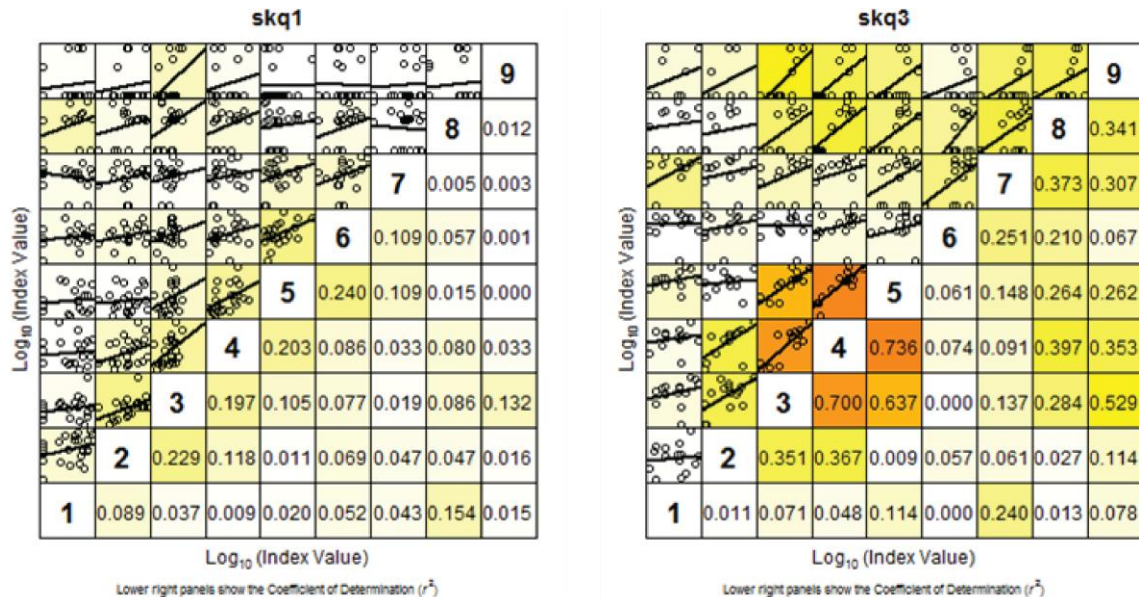 skq1
9
8 0.012
7 0.005 0.003
6 0.109 0.057 0.001
5 0.240 0.109 0.015 0.000
4 0.203 0.086 0.033 0.080 0.033
3 0.197 0.105 0.077 0.019 0.086 0.132
2 0.229 0.118 0.011 0.069 0.047 0.047 0.016
1 0.089 0.037 0.009 0.020 0.052 0.043 0.154 0.015
Log10 (Index Value)
Log10 (Index Value)
Lower right panels show the Coefficient of Determination (r²)
skq3
9
8 0.341
7 0.373 0.307
6 0.251 0.210 0.067
5 0.061 0.148 0.264 0.262
4 0.736 0.074 0.091 0.397 0.353
3 0.700 0.637 0.000 0.137 0.284 0.529
2 0.351 0.367 0.009 0.057 0.061 0.027 0.114
1 0.011 0.071 0.048 0.114 0.000 0.240 0.013 0.078
Log10 (Index Value)
Log10 (Index Value)
Lower right panels show the Coefficient of Determination (r²)